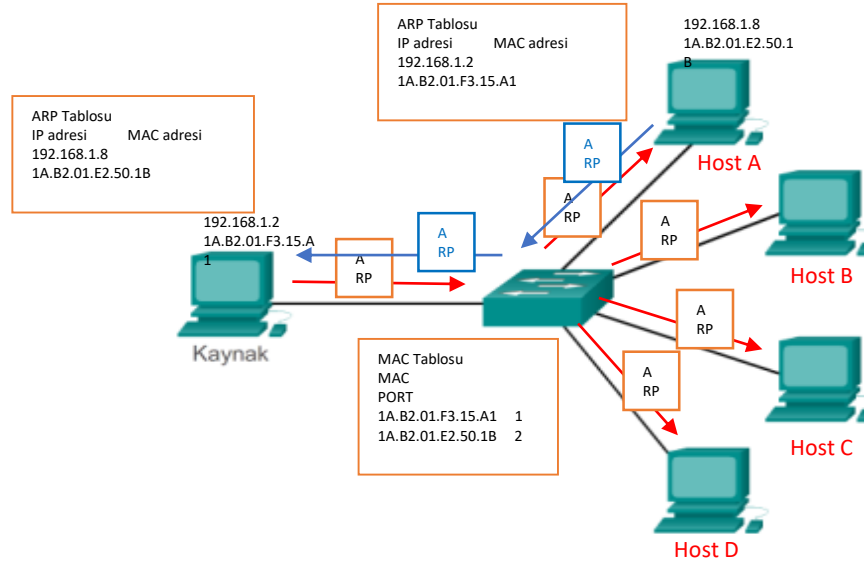 ARP Tablosu
IP adresi MAC adresi
192.168.1.2
1A.B2.01.F3.15.A1
192.168.1.8
1A.B2.01.E2.50.1
B
Host A
ARP Tablosu
IP adresi MAC adresi
192.168.1.8
1A.B2.01.E2.50.1B
A
RP
A
RP
192.168.1.2
1A.B2.01.F3.15.A
1
A
RP
A
RP
A
RP
Host B
Kaynak
A
RP
MAC Tablosu
MAC
PORT
1A.B2.01.F3.15.A1 1
1A.B2.01.E2.50.1B 2
A
RP
Host C
Host D